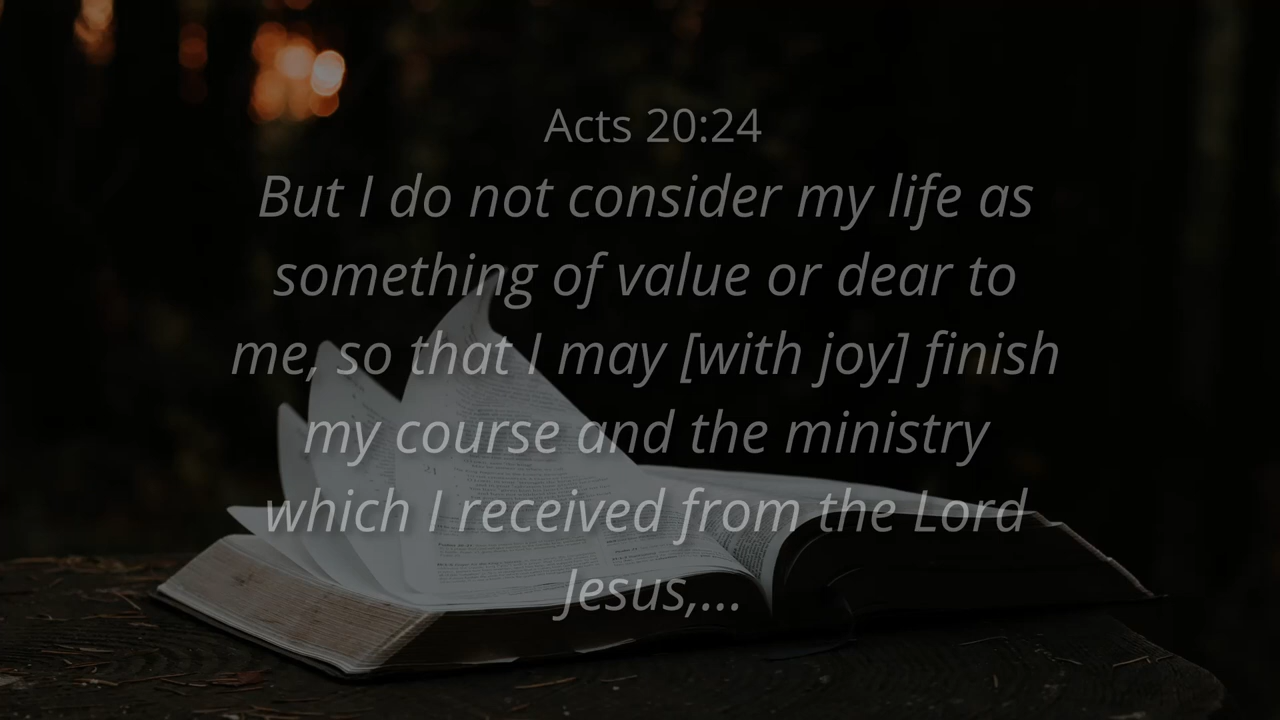 Acts 20:24
But I do not consider my life as
something of value or dear to
me, so that I may [with joy] finish
my course and the ministry
which I received from the Lord
Jesus,...